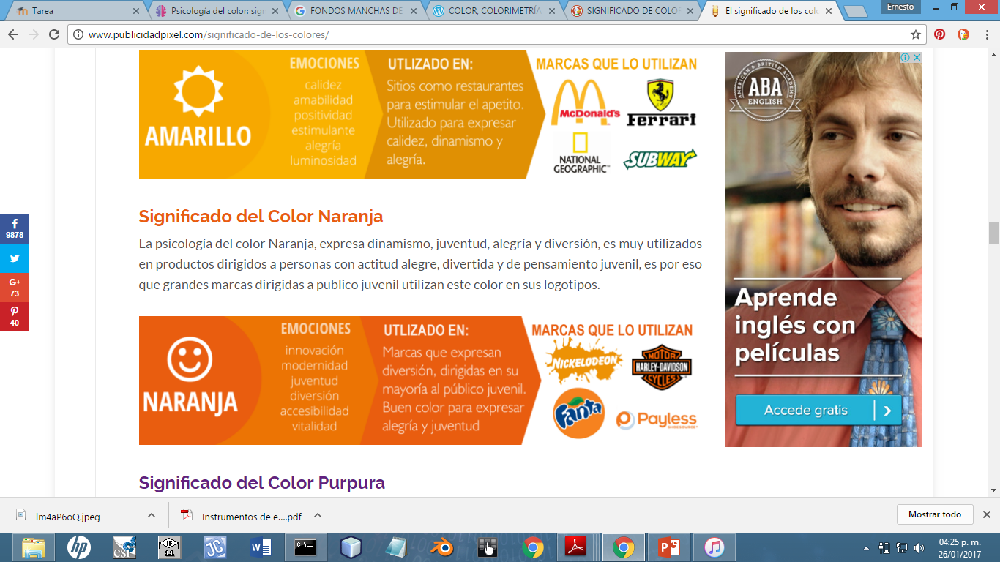 Tarea
Psicología del color: sig
FONDOS MANCHAS DE
COLOR, COLORIMETRÍA
SIGNIFICADO DE COLOR
El significado de los colo
Ernesto
www.publicidadpixel.com/significado-de-los-colores/
AMARILLO
EMOCIONES
calidez
amabilidad
positividad
estimulante
alegría
luminosidad
UTLIZADO EN:
Sitios como restaurantes
para estimular el apetito.
Utilizado para expresar
calidez, dinamismo y
alegría.
MARCAS QUE LO UTILIZAN
McDonald's
Ferrari
NATIONAL
GEOGRAPHIC™
SUBWAY
Significado del Color Naranja
La psicología del color Naranja, expresa dinamismo, juventud, alegría y diversión, es muy utilizados
en productos dirigidos a personas con actitud alegre, divertida y de pensamiento juvenil, es por eso
que grandes marcas dirigidas a publico juvenil utilizan este color en sus logotipos.
NARANJA
EMOCIONES
innovación
modernidad
juventud
diversión
accesibilidad
vitalidad
UTLIZADO EN:
Marcas que expresan
diversión, dirigidas en su
mayoría al público juvenil.
Buen color para expresar
alegría y juventud
MARCAS QUE LO UTILIZAN
NICKELODEON
MOTOR
HARLEY-DAVIDSON
CYCLES
Fanta
Payless
SHOESOURCE
Significado del Color Purpura
9878
G+
73
40
AMERICAN & BRITISH ACADEMY
ABA
ENGLISH
Aprende
inglés con
películas
Accede gratis
Im4aP6oQ.jpeg
Instrumentos de e....pdf
Mostrar todo
hp
esi
JC
04:25 p. m.
26/01/2017